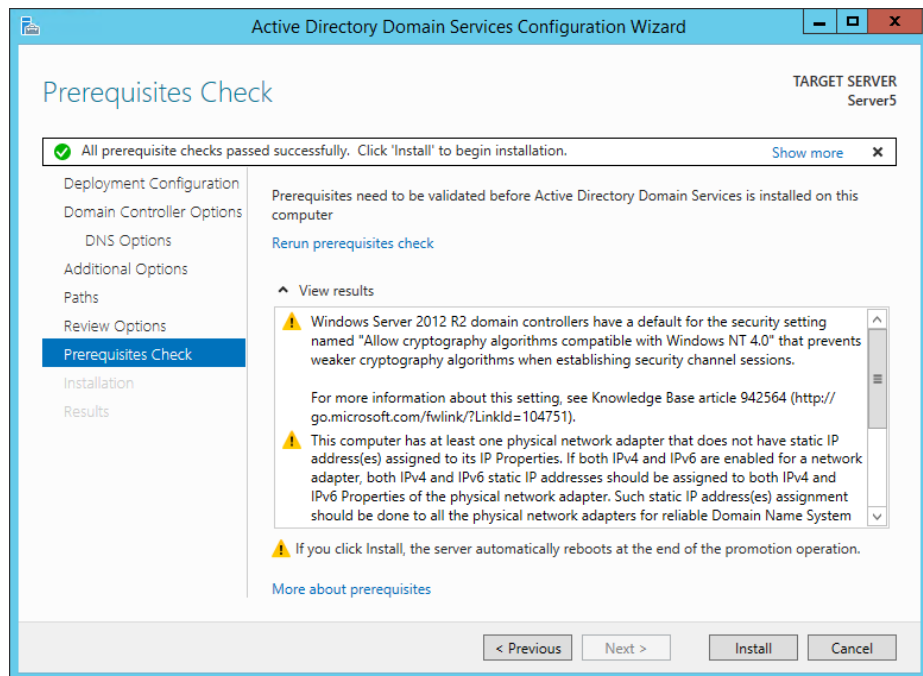 Active Directory Domain Services Configuration Wizard
Prerequisites Check
TARGET SERVER
Server5
All prerequisite checks passed successfully. Click 'Install' to begin installation.
Show more
Deployment Configuration
Domain Controller Options
DNS Options
Additional Options
Paths
Review Options
Prerequisites Check
Installation
Results
Prerequisites need to be validated before Active Directory Domain Services is installed on this
computer
Rerun prerequisites check
View results
Windows Server 2012 R2 domain controllers have a default for the security setting
named "Allow cryptography algorithms compatible with Windows NT 4.0" that prevents
weaker cryptography algorithms when establishing security channel sessions.
For more information about this setting, see Knowledge Base article 942564 (http://
go.microsoft.com/fwlink/?LinkId=104751).
This computer has at least one physical network adapter that does not have static IP
address(es) assigned to its IP Properties. If both IPv4 and IPv6 are enabled for a network
adapter, both IPv4 and IPv6 static IP addresses should be assigned to both IPv4 and
IPv6 Properties of the physical network adapter. Such static IP address(es) assignment
should be done to all the physical network adapters for reliable Domain Name System
If you click Install, the server automatically reboots at the end of the promotion operation.
More about prerequisites
< Previous
Next >
Install
Cancel